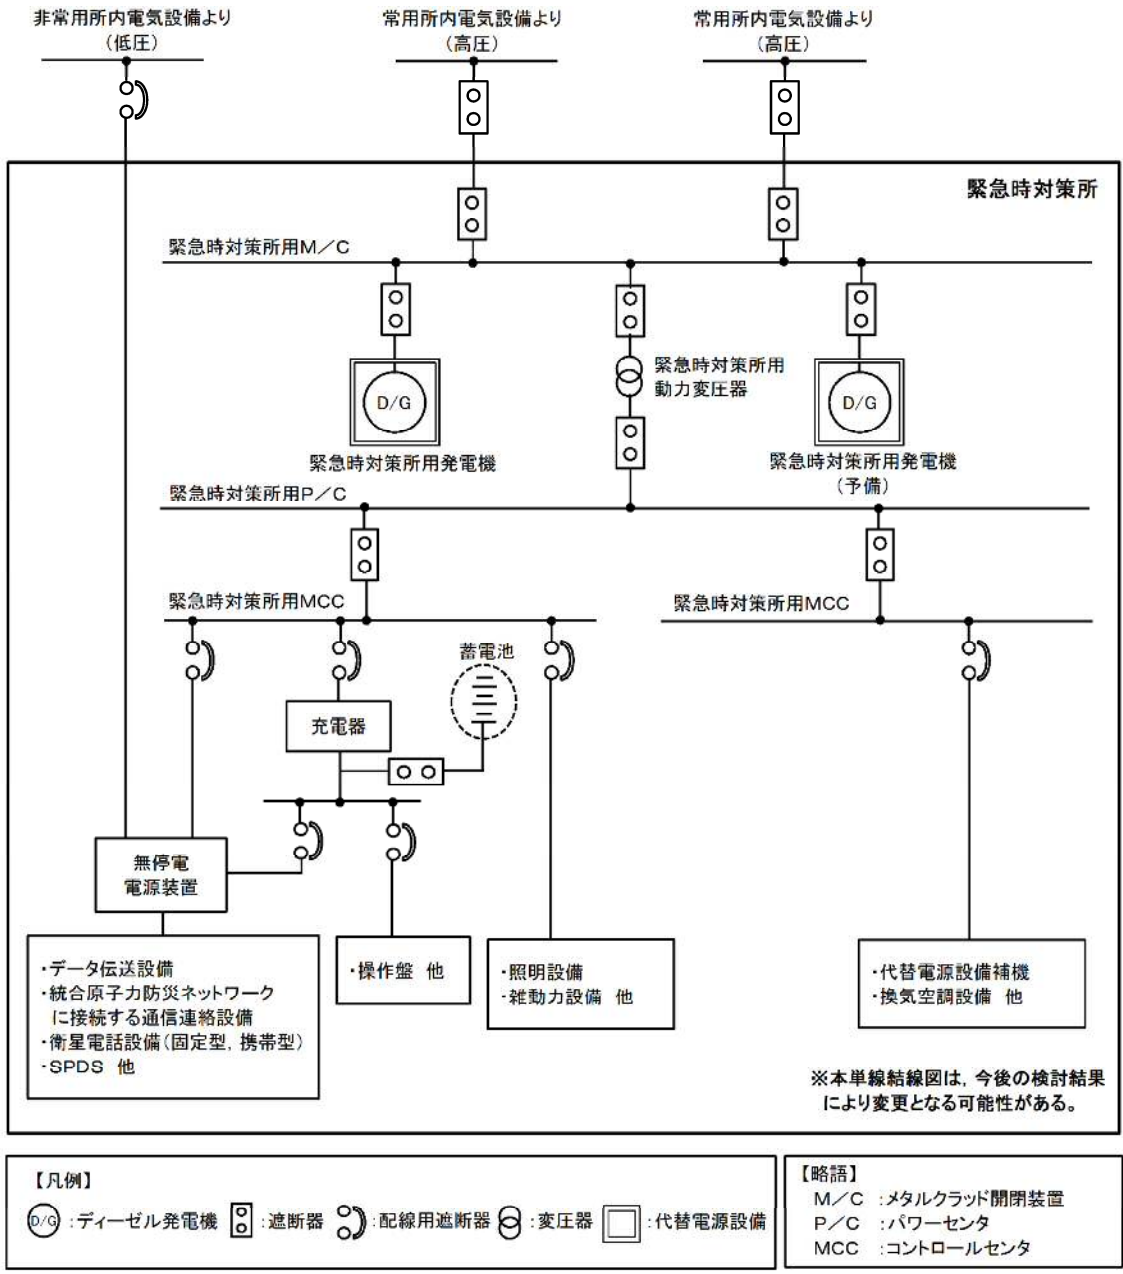 非常用所内電気設備より
(低圧)
常用所内電気設備より
(高圧)
常用所内電気設備より
(高圧)
緊急時対策所
緊急時対策所用M／C
緊急時対策所用
動力変圧器
D/G
D/G
緊急時対策所用発電機
緊急時対策所用発電機
(予備)
緊急時対策所用P／C
緊急時対策所用MCC
緊急時対策所用MCC
蓄電池
充電器
無停電
電源装置
・データ伝送設備
・統合原子力防災ネットワーク
に接続する通信連絡設備
・衛星電話設備(固定型，携帯型)
・SPDS 他
・操作盤 他
・照明設備
・雑動力設備 他
・代替電源設備補機
・換気空調設備 他
※本単線結線図は，今後の検討結果
により変更となる可能性がある。
【凡例】
D/G :ディーゼル発電機 :遮断器 :配線用遮断器 :変圧器 :代替電源設備
【略語】
M／C :メタルクラッド開閉装置
P／C :パワーセンタ
MCC :コントロールセンタ